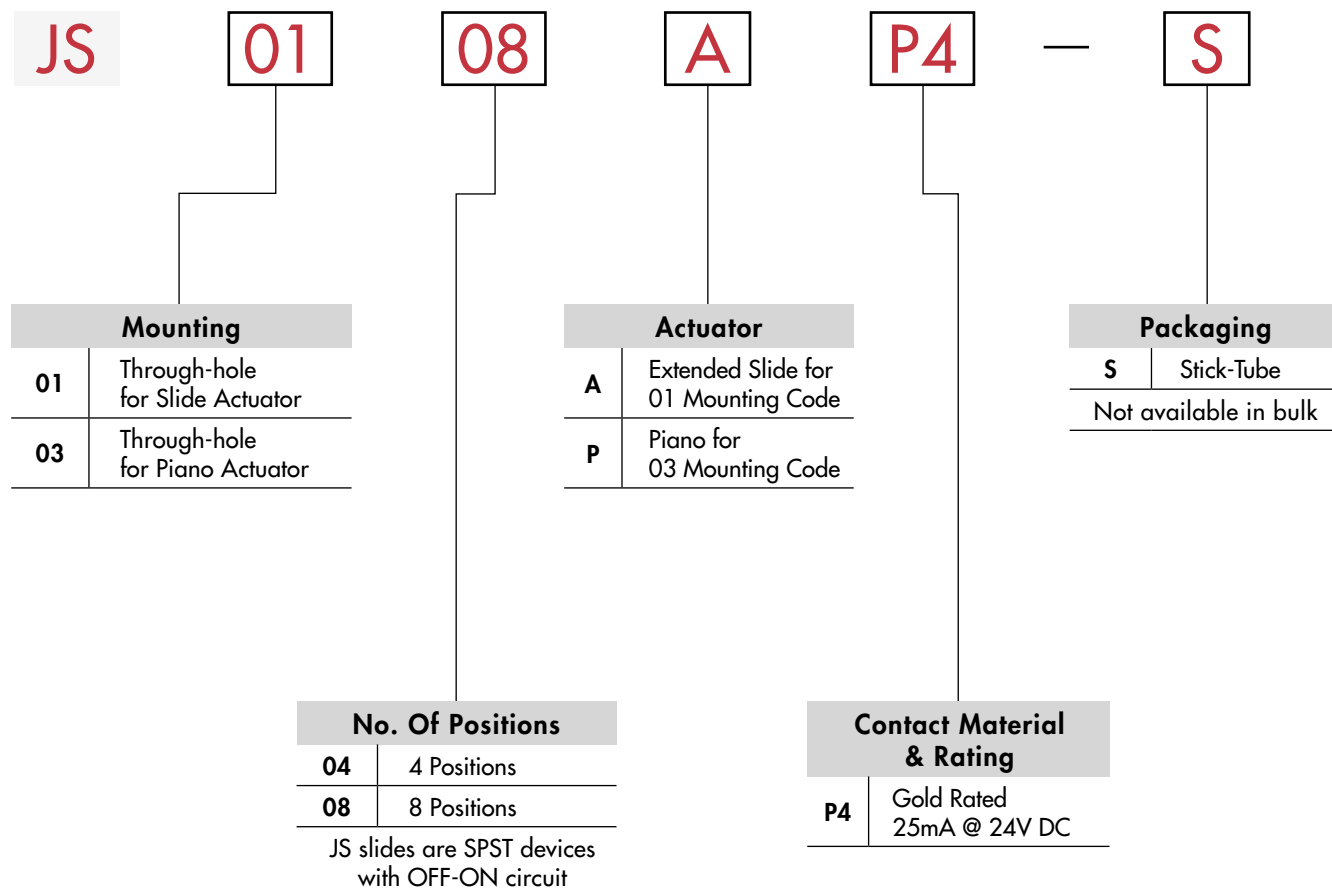 JS 01 08 A P4 — S
Mounting
01 Through-hole
for Slide Actuator
03 Through-hole
for Piano Actuator
Actuator
A Extended Slide for
01 Mounting Code
P Piano for
03 Mounting Code
Packaging
S Stick-Tube
Not available in bulk
No. Of Positions
04 4 Positions
08 8 Positions
JS slides are SPST devices
with OFF-ON circuit
Contact Material
& Rating
P4 Gold Rated
25mA @ 24V DC